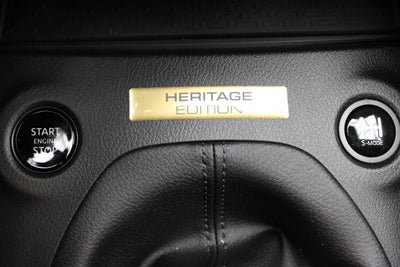 HERITAGE
EDITION
START
ENGINE
STOP
S-MODE